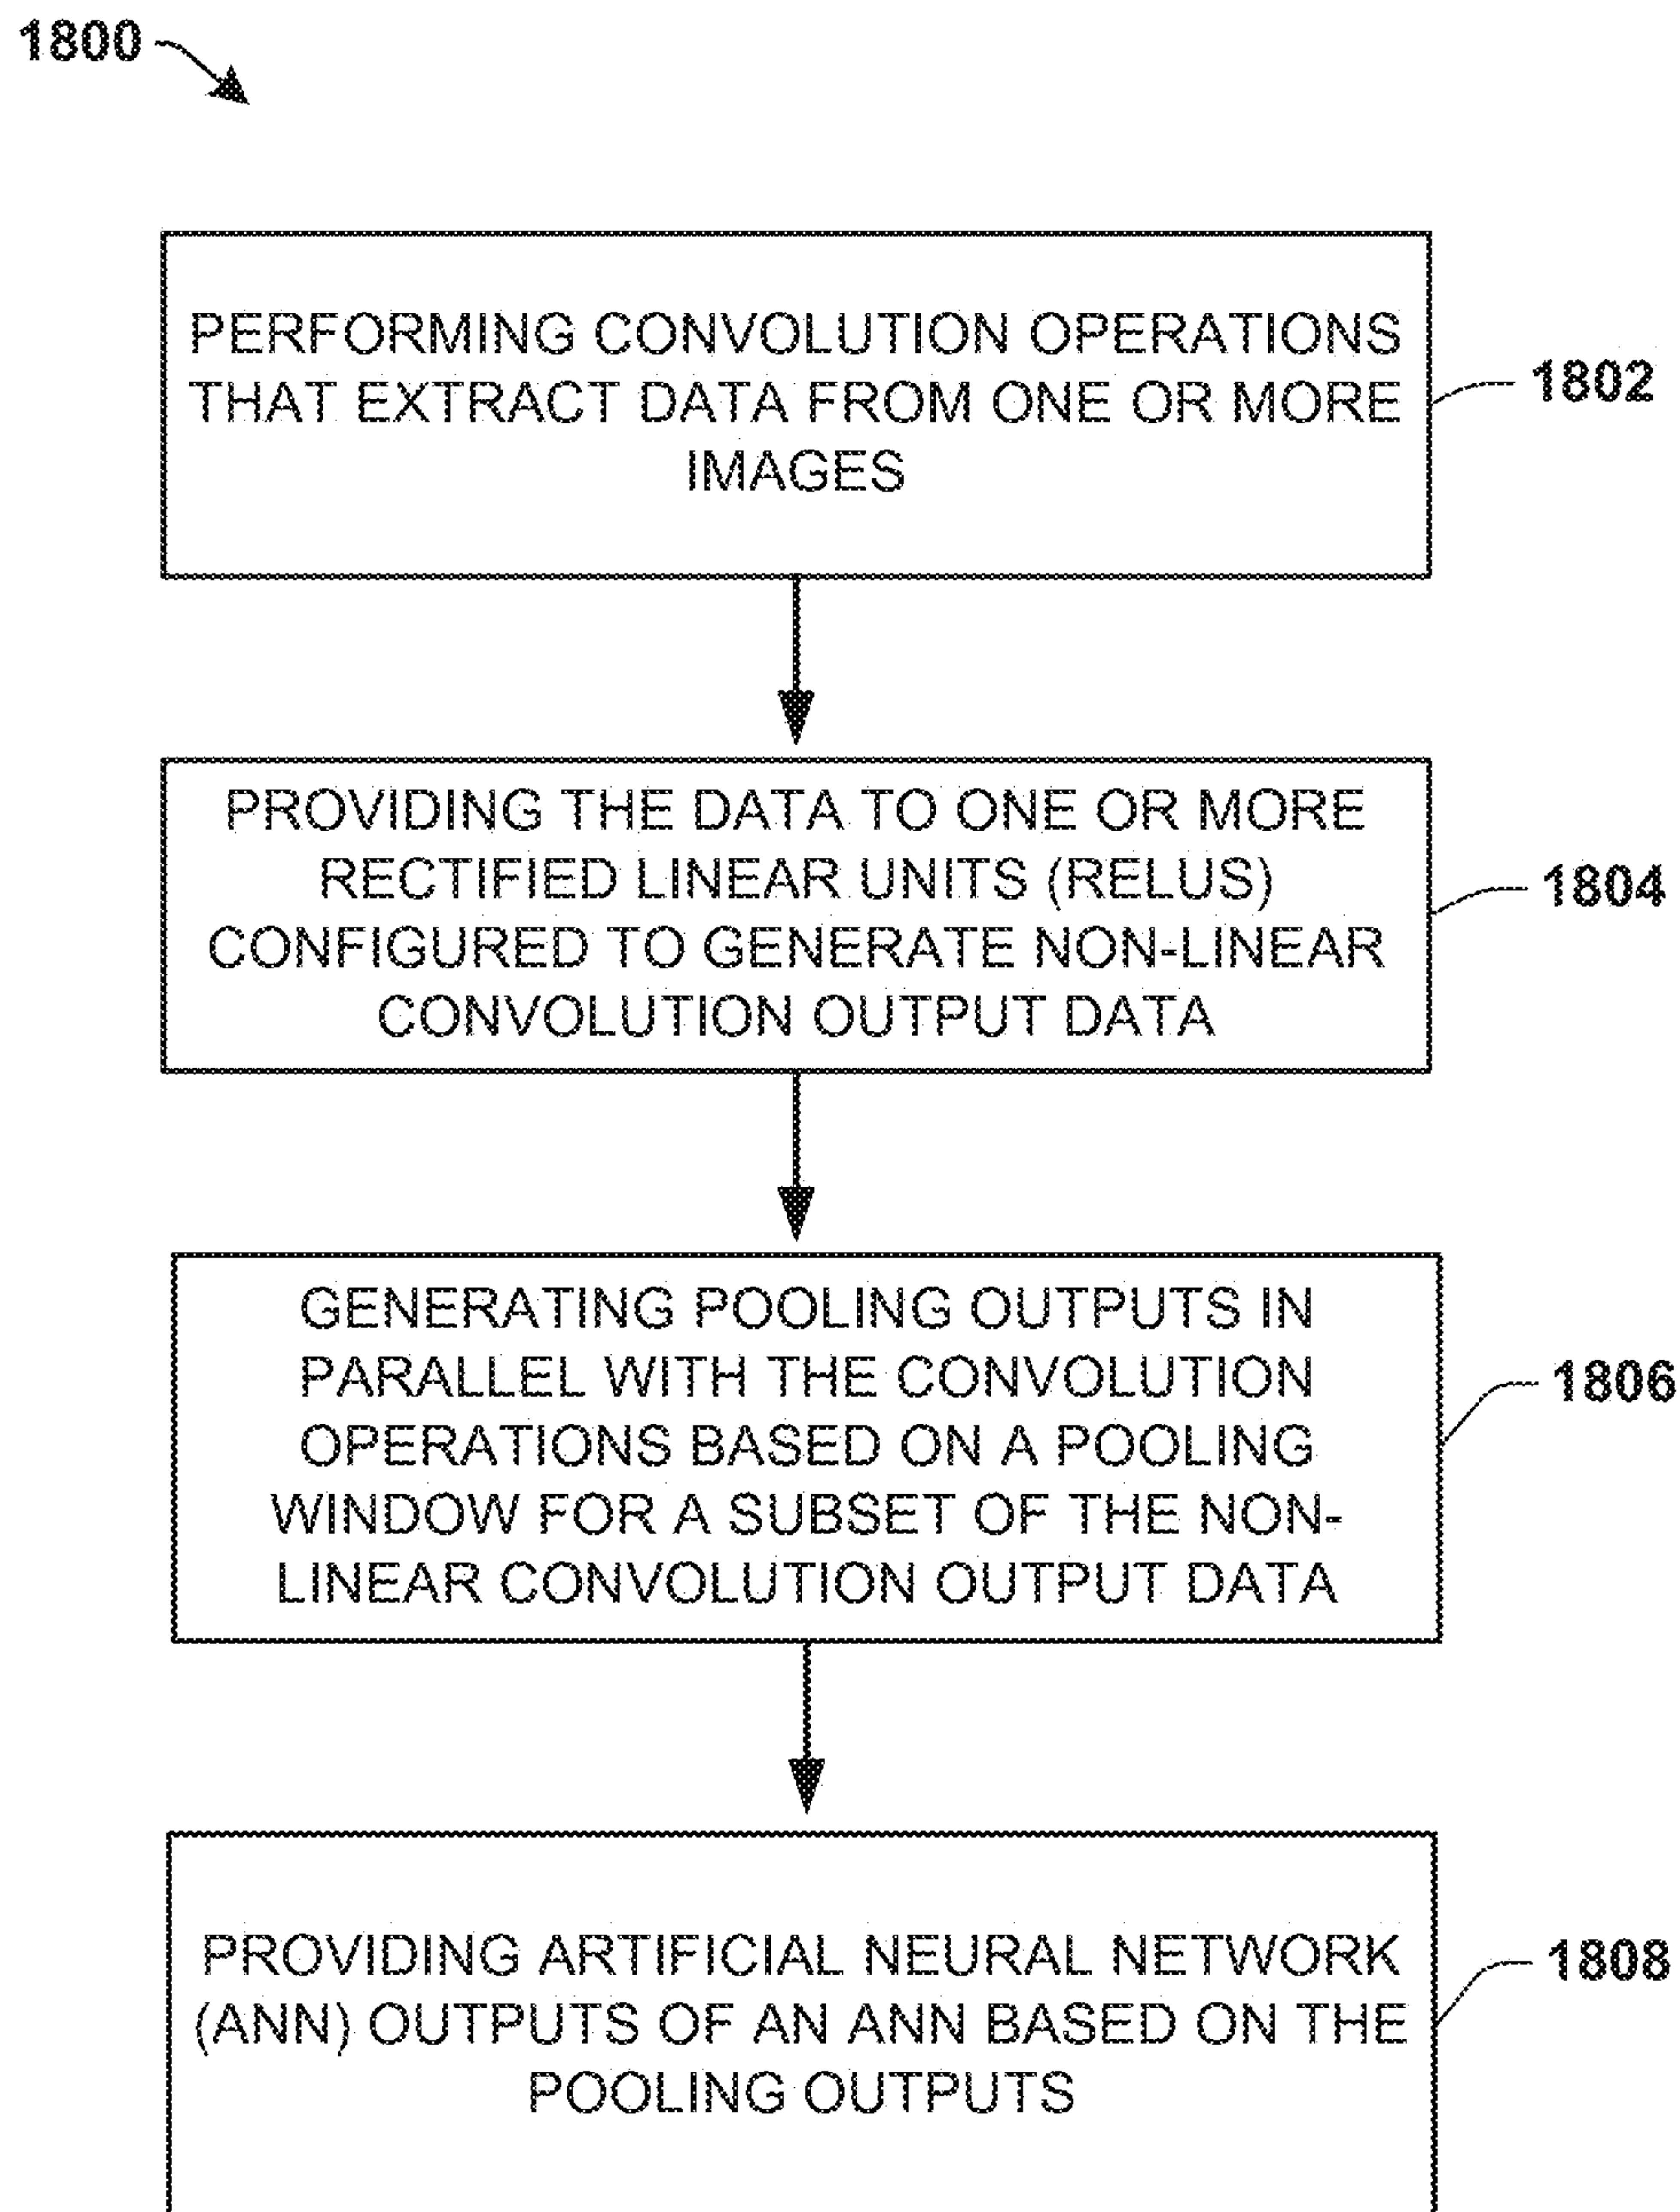 1800
PERFORMING CONVOLUTION OPERATIONS
THAT EXTRACT DATA FROM ONE OR MORE
IMAGES
1802
PROVIDING THE DATA TO ONE OR MORE
RECTIFIED LINEAR UNITS (RELUS)
CONFIGURED TO GENERATE NON-LINEAR
CONVOLUTION OUTPUT DATA
1804
GENERATING POOLING OUTPUTS IN
PARALLEL WITH THE CONVOLUTION
OPERATIONS BASED ON A POOLING
WINDOW FOR A SUBSET OF THE NON-
LINEAR CONVOLUTION OUTPUT DATA
1806
PROVIDING ARTIFICIAL NEURAL NETWORK
(ANN) OUTPUTS OF AN ANN BASED ON THE
POOLING OUTPUTS
1808